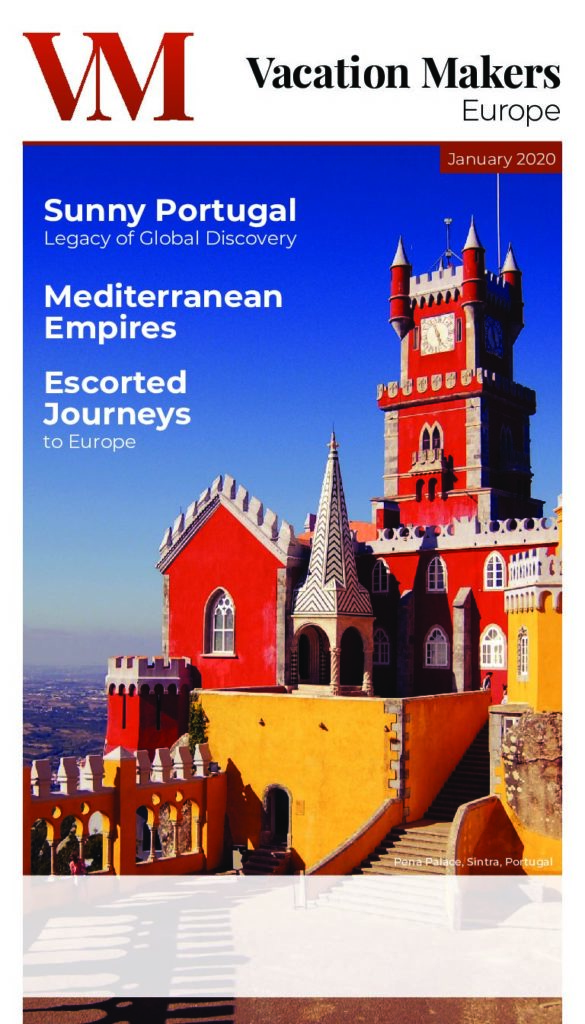 VM
Vacation Makers
Europe
January 2020
Sunny Portugal
Legacy of Global Discovery
Mediterranean
Empires
Escorted
Journeys
to Europe
Pena Palace, Sintra, Portugal